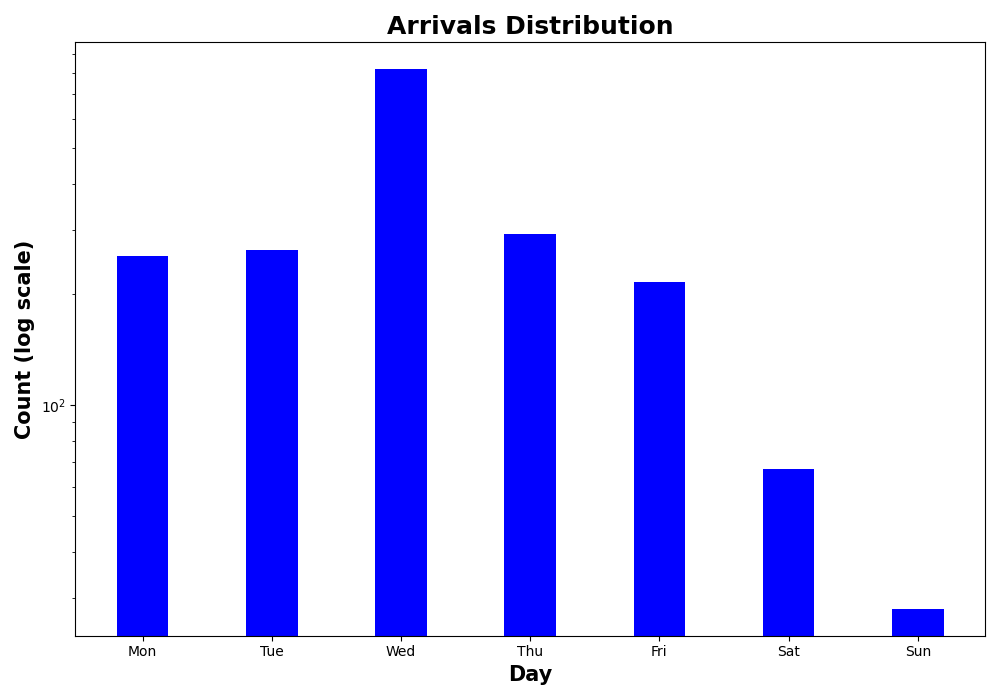 Arrivals Distribution
Count (log scale)
10²
Mon Tue Wed Thu Fri Sat Sun
Day